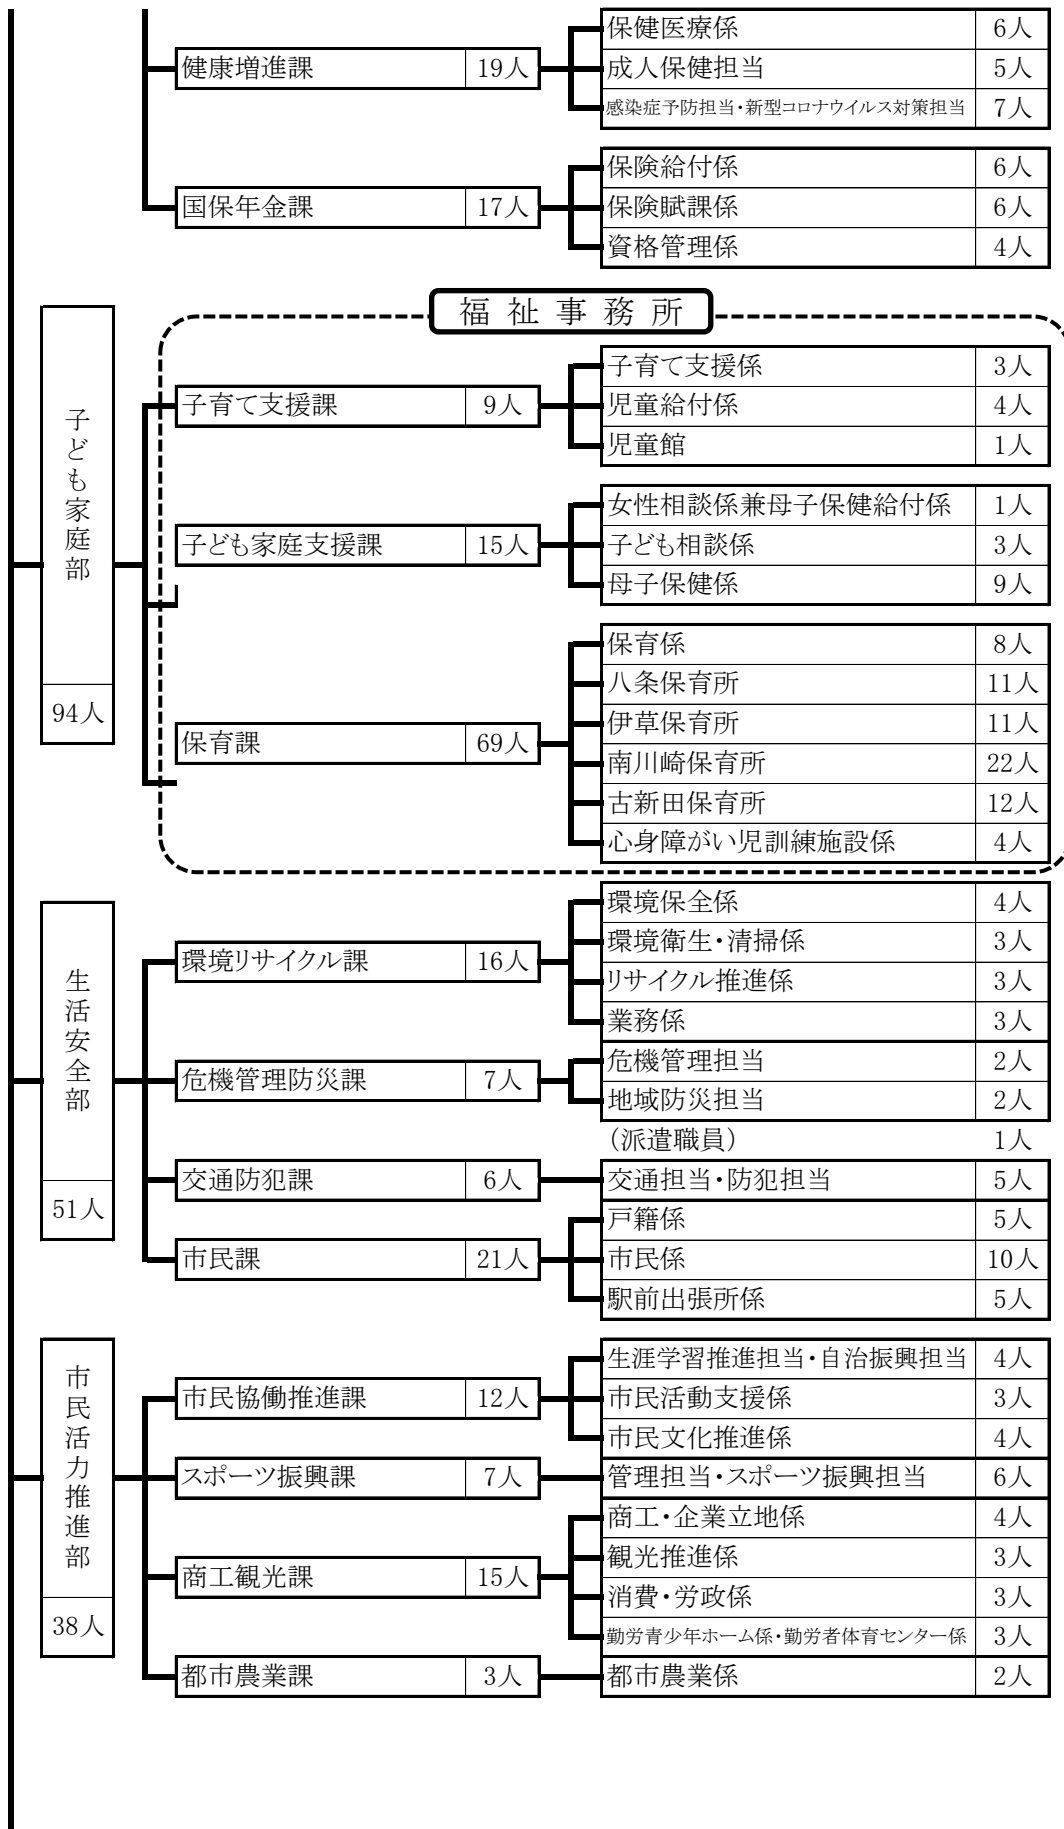 健康増進課 19人
保健医療係 6人
成人保健担当 5人
感染症予防担当・新型コロナウイルス対策担当 7人
国保年金課 17人
保険給付係 6人
保険賦課係 6人
資格管理係 4人
福祉事務所
子ども家庭部 94人
子育て支援課 9人
子育て支援係 3人
児童給付係 4人
児童館 1人
子ども家庭支援課 15人
女性相談係兼母子保健給付係 1人
子ども相談係 3人
母子保健係 9人
保育課 69人
保育係 8人
八条保育所 11人
伊草保育所 11人
南川崎保育所 22人
古新田保育所 12人
心身障がい児訓練施設係 4人
生活安全部 51人
環境リサイクル課 16人
環境保全係 4人
環境衛生・清掃係 3人
リサイクル推進係 3人
業務係 3人
危機管理防災課 7人
危機管理担当 2人
地域防災担当 2人
(派遣職員) 1人
交通防犯課 6人
交通担当・防犯担当 5人
市民課 21人
戸籍係 5人
市民係 10人
駅前出張所係 5人
市民活力推進部 38人
市民協働推進課 12人
生涯学習推進担当・自治振興担当 4人
市民活動支援係 3人
市民文化推進係 4人
スポーツ振興課 7人
管理担当・スポーツ振興担当 6人
商工観光課 15人
商工・企業立地係 4人
観光推進係 3人
消費・労政係 3人
勤労青少年ホーム係・勤労者体育センター係 3人
都市農業課 3人
都市農業係 2人